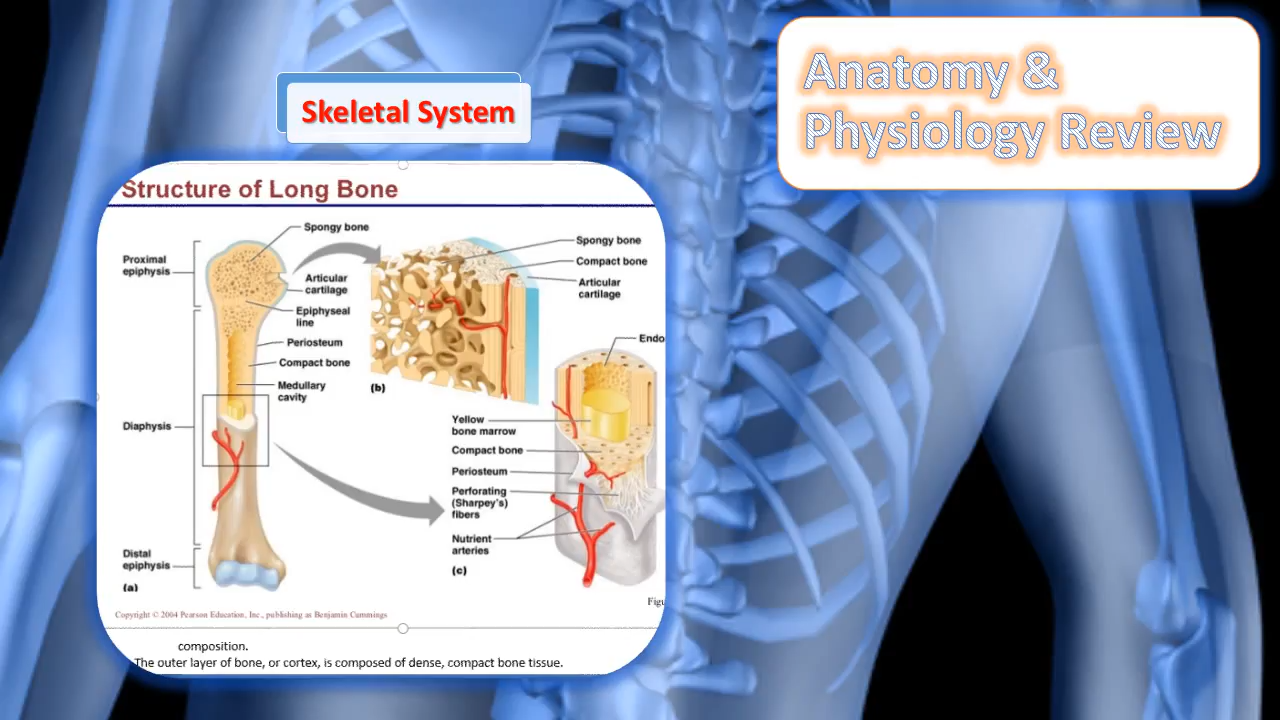 Anatomy &
Physiology Review
Skeletal System
Structure of Long Bone
Spongy bone
Proximal
epiphysis
Articular
cartilage
Epiphyseal
line
Periosteum
Compact bone
Medullary
cavity
Diaphysis
Distal
epiphysis
(a)
Spongy bone
Compact bone
Articular
cartilage
(b)
Endo
Yellow
bone marrow
Compact bone
Periosteum
Perforating
(Sharpey's)
fibers
Nutrient
arteries
(c)
Figu
Copyright © 2004 Pearson Education, Inc., publishing as Benjamin Cummings
composition.
The outer layer of bone, or cortex, is composed of dense, compact bone tissue.